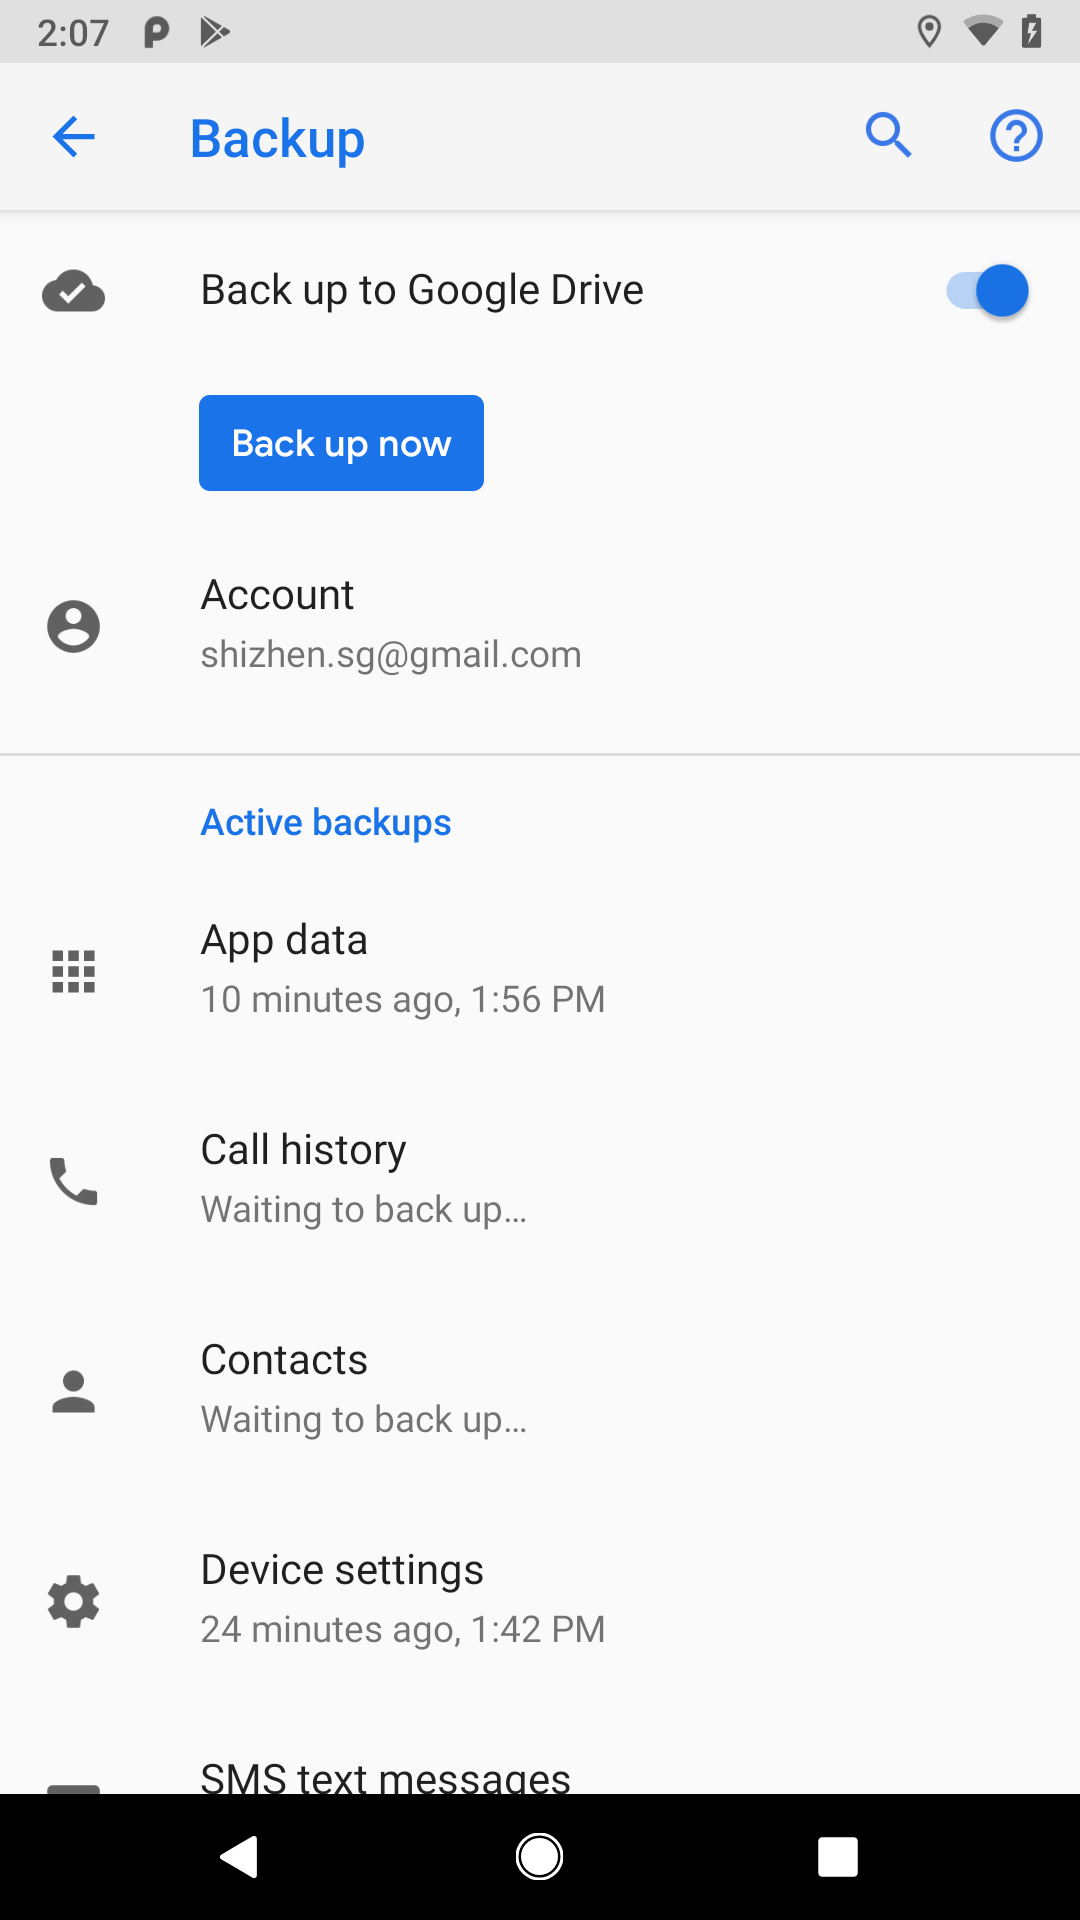 2:07
Backup
Back up to Google Drive
Back up now
Account
shizhen.sg@gmail.com
Active backups
App data
10 minutes ago, 1:56 PM
Call history
Waiting to back up...
Contacts
Waiting to back up...
Device settings
24 minutes ago, 1:42 PM
SMS text messages